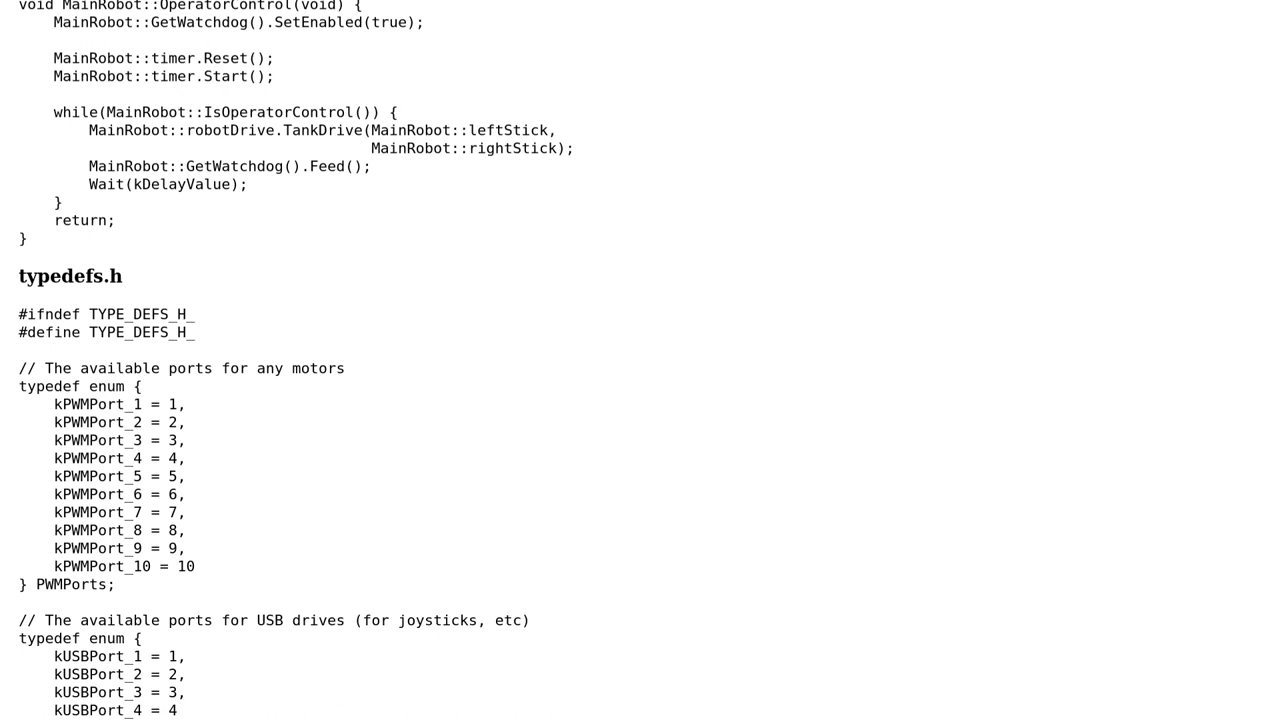 void MainRobot::OperatorControl(void) {
    MainRobot::GetWatchdog().SetEnabled(true);

    MainRobot::timer.Reset();
    MainRobot::timer.Start();

    while(MainRobot::IsOperatorControl()) {
        MainRobot::robotDrive.TankDrive(MainRobot::leftStick,
                                        MainRobot::rightStick);
        MainRobot::GetWatchdog().Feed();
        Wait(kDelayValue);
    }
    return;
}
typedefs.h
#ifndef TYPE_DEFS_H_
#define TYPE_DEFS_H_

// The available ports for any motors
typedef enum {
    kPWMPort_1 = 1,
    kPWMPort_2 = 2,
    kPWMPort_3 = 3,
    kPWMPort_4 = 4,
    kPWMPort_5 = 5,
    kPWMPort_6 = 6,
    kPWMPort_7 = 7,
    kPWMPort_8 = 8,
    kPWMPort_9 = 9,
    kPWMPort_10 = 10
} PWMPorts;

// The available ports for USB drives (for joysticks, etc)
typedef enum {
    kUSBPort_1 = 1,
    kUSBPort_2 = 2,
    kUSBPort_3 = 3,
    kUSBPort_4 = 4